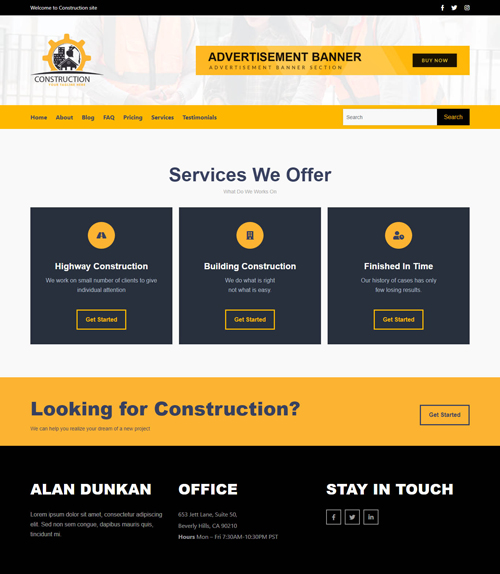 Welcome to Construction site
CONSTRUCTION
ADVERTISEMENT BANNER
ADVERTISEMENT BANNER SECTION
BUY NOW
Home About Blog FAQ Pricing Services Testimonials
Search Search
Services We Offer
What Do We Works On
Highway Construction
We work on small number of clients to give
individual attention
Get Started
Building Construction
We do what is right
not what is easy
Get Started
Finished In Time
Our history of cases has only
few losing results
Get Started
Looking for Construction?
We can help you realize your dream of a new project
Get Started
ALAN DUNKAN
Lorem ipsum dolor sit amet, consectetur adipiscing
elit. Sed non sem congue, dapibus mauris quis,
tincidunt mi.
OFFICE
653 Jett Lane, Suite 50,
Beverly Hills, CA 90210
Hours Mon – Fri 7:30AM-10:30PM PST
STAY IN TOUCH